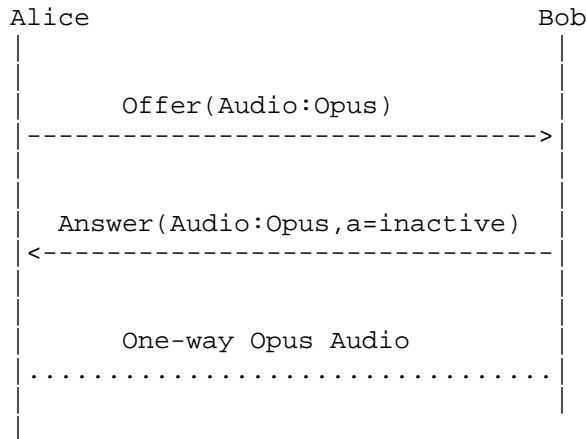 Alice Bob
Offer(Audio:Opus)
Answer(Audio:Opus,a=inactive)
One-way Opus Audio